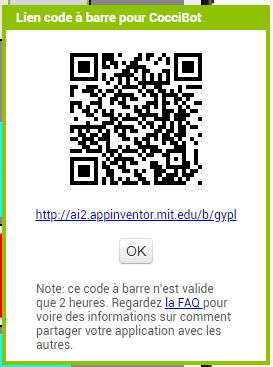 Lien code à barre pour CocciBot
http://ai2.appinventor.mit.edu/b/gypl
OK
Note: ce code à barre n'est valide
que 2 heures. Regardez la FAQ pour
voire des informations sur comment
partager votre application avec les
autres.